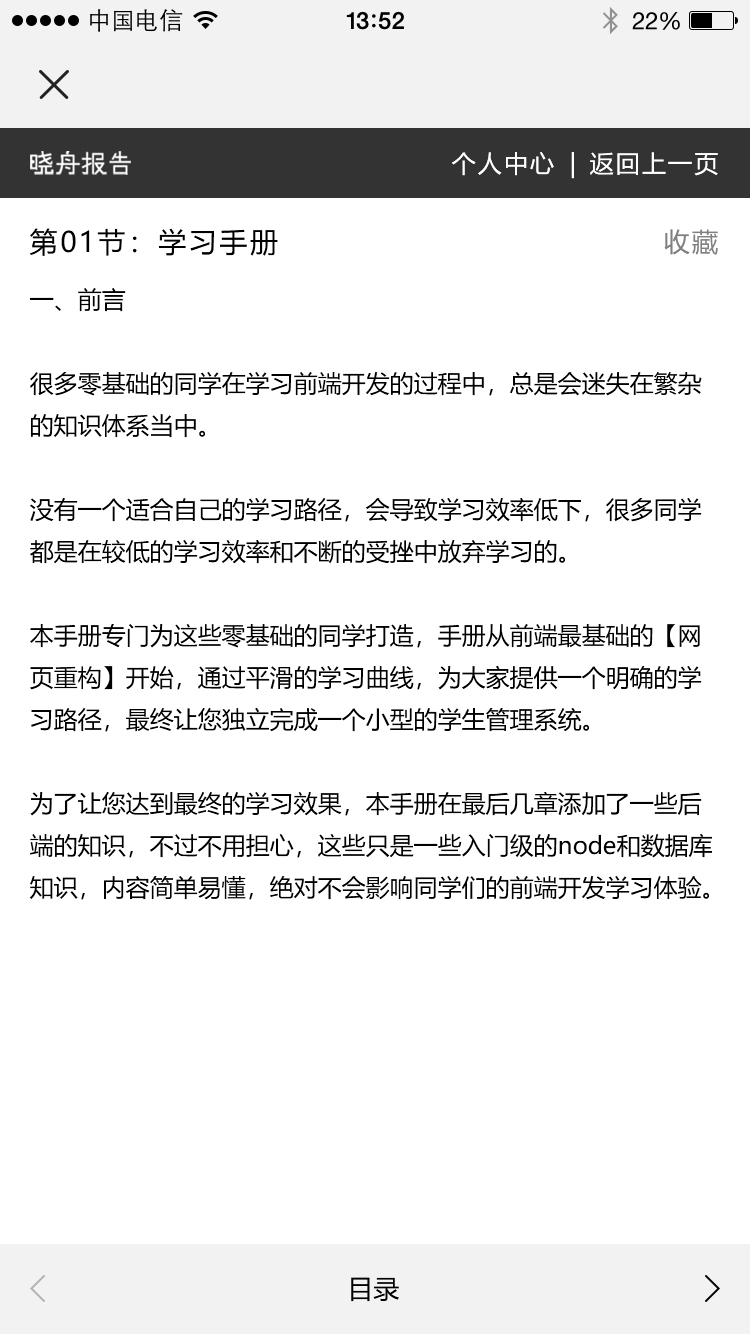 中国电信 13:52 22%
晓舟报告 个人中心 | 返回上一页
第01节：学习手册 收藏
一、前言
很多零基础的同学在学习前端开发的过程中，总是会迷失在繁杂
的知识体系当中。
没有一个适合自己的学习路径，会导致学习效率低下，很多同学
都是在较低的学习效率和不断的受挫中放弃学习的。
本手册专门为这些零基础的同学打造，手册从前端最基础的【网
页重构】开始，通过平滑的学习曲线，为大家提供一个明确的学
习路径，最终让您独立完成一个小型的学生管理系统。
为了让您达到最终的学习效果，本手册在最后几章添加了一些后
端的知识，不过不用担心，这些只是一些入门级的node和数据库
知识，内容简单易懂，绝对不会影响同学们的前端开发学习体验。
目录